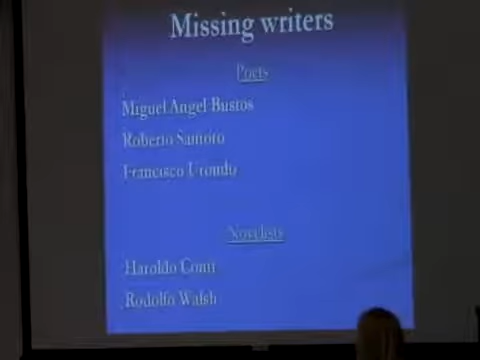 Missing writers
Poets
Miguel Angel Bustos
Roberto Santoro
Francisco Urondo
Novelists
Haroldo Conti
Rodolfo Walsh